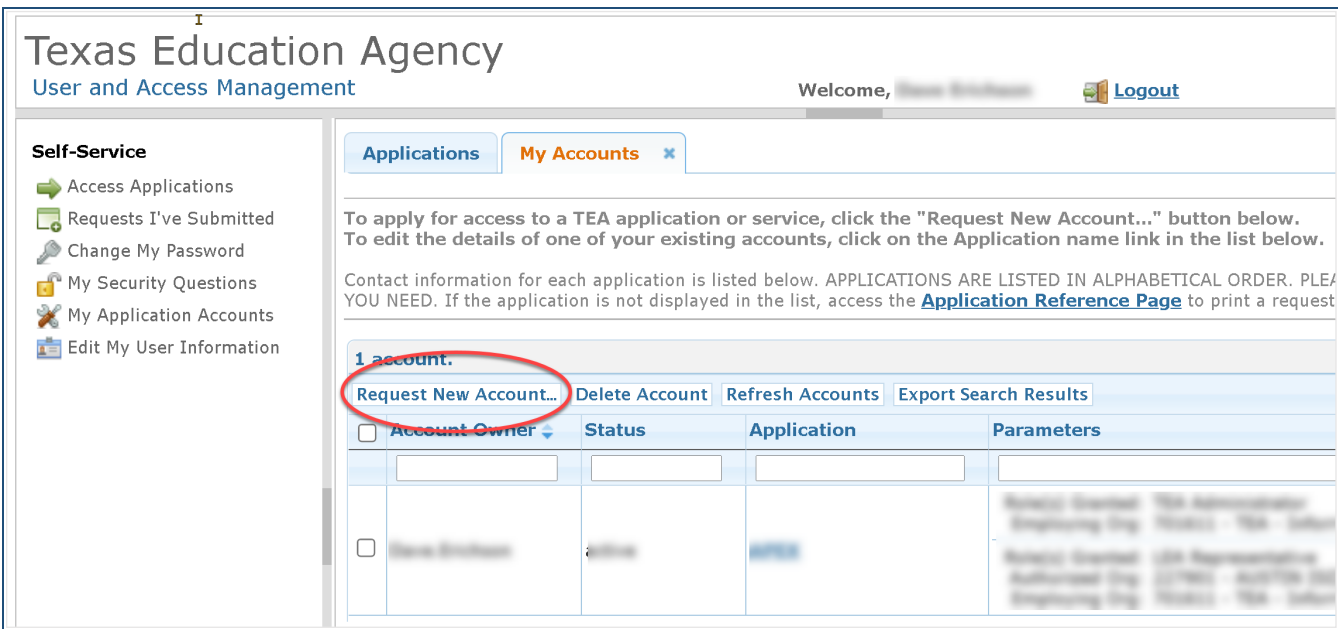 Texas Education Agency
User and Access Management
Welcome,
Logout
Self-Service
Access Applications
Requests I've Submitted
Change My Password
My Security Questions
My Application Accounts
Edit My User Information
Applications
My Accounts
To apply for access to a TEA application or service, click the "Request New Account..." button below.
To edit the details of one of your existing accounts, click on the Application name link in the list below.
Contact information for each application is listed below. APPLICATIONS ARE LISTED IN ALPHABETICAL ORDER. PLEA
YOU NEED. If the application is not displayed in the list, access the Application Reference Page to print a request
1 account.
Request New Account... Delete Account Refresh Accounts Export Search Results
Account Owner Status Application Parameters